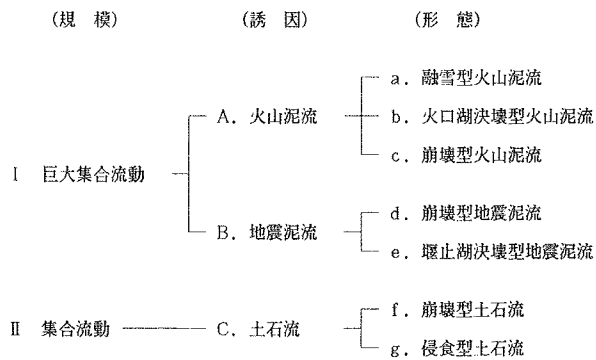 (規 模) (誘 因) (形 態)
a. 融雪型火山泥流
A. 火山泥流 b. 火口湖決壊型火山泥流
c. 崩壊型火山泥流
I 巨大集合流動
d. 崩壊型地震泥流
B. 地震泥流
e. 堰止湖決壊型地震泥流
f. 崩壊型土石流
II 集合流動 C. 土石流
g. 侵食型土石流